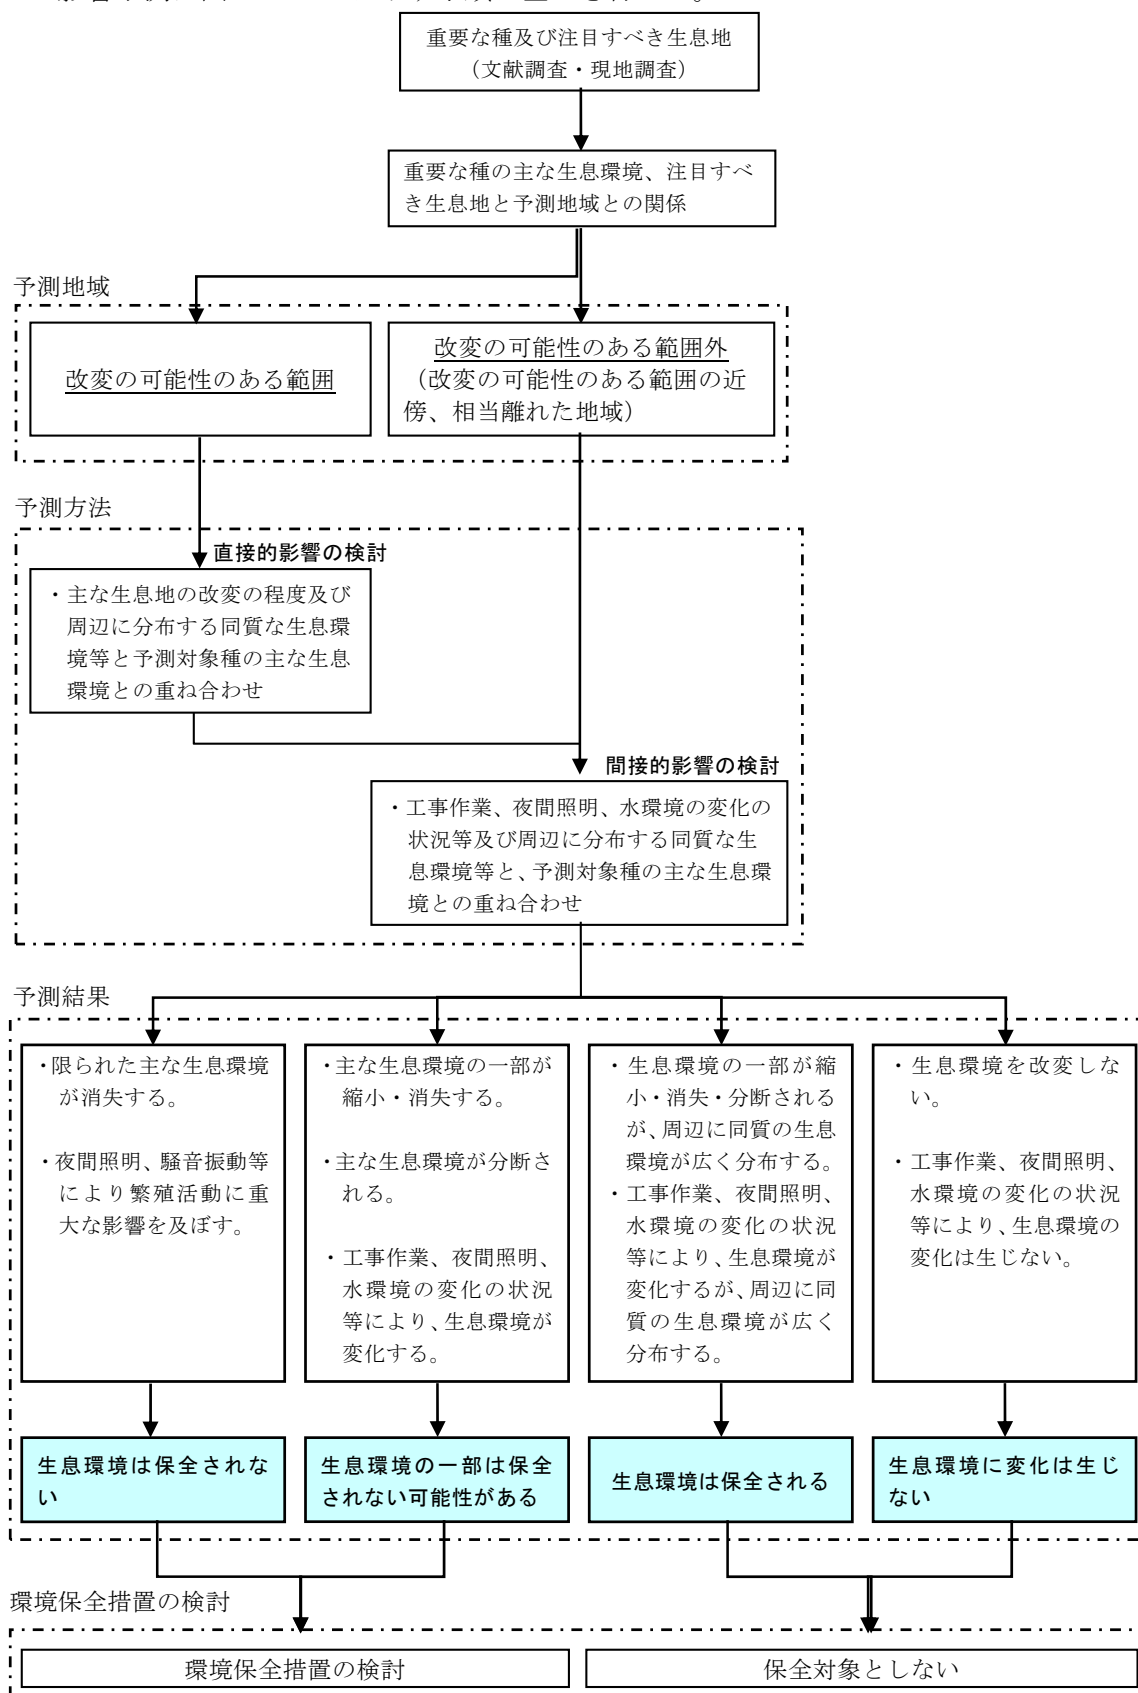 重要な種及び注目すべき生息地
（文献調査・現地調査）
重要な種の主な生息環境、注目すべ
き生息地と予測地域との関係
予測地域
改変の可能性のある範囲
改変の可能性のある範囲外
（改変の可能性のある範囲の近
傍、相当離れた地域）
予測方法
直接的影響の検討
・主な生息地の改変の程度及び
周辺に分布する同質な生息環
境等と予測対象種の主な生息
環境との重ね合わせ
間接的影響の検討
・工事作業、夜間照明、水環境の変化の
状況等及び周辺に分布する同質な生
息環境等と、予測対象種の主な生息環
境との重ね合わせ
予測結果
・限られた主な生息環境
が消失する。
・夜間照明、騒音振動等
により繁殖活動に重
大な影響を及ぼす。
・主な生息環境の一部が
縮小・消失する。
・主な生息環境が分断さ
れる。
・工事作業、夜間照明、
水環境の変化の状況
等により、生息環境が
変化する。
・生息環境の一部が縮
小・消失・分断される
が、周辺に同質の生息
環境が広く分布する。
・工事作業、夜間照明、
水環境の変化の状況
等により、生息環境が
変化するが、周辺に同
質の生息環境が広く
分布する。
・生息環境を改変しな
い。
・工事作業、夜間照明、
水環境の変化の状況
等により、生息環境の
変化は生じない。
生息環境は保全されな
い
生息環境の一部は保全
されない可能性がある
生息環境は保全される
生息環境に変化は生じ
ない
環境保全措置の検討
環境保全措置の検討
保全対象としない